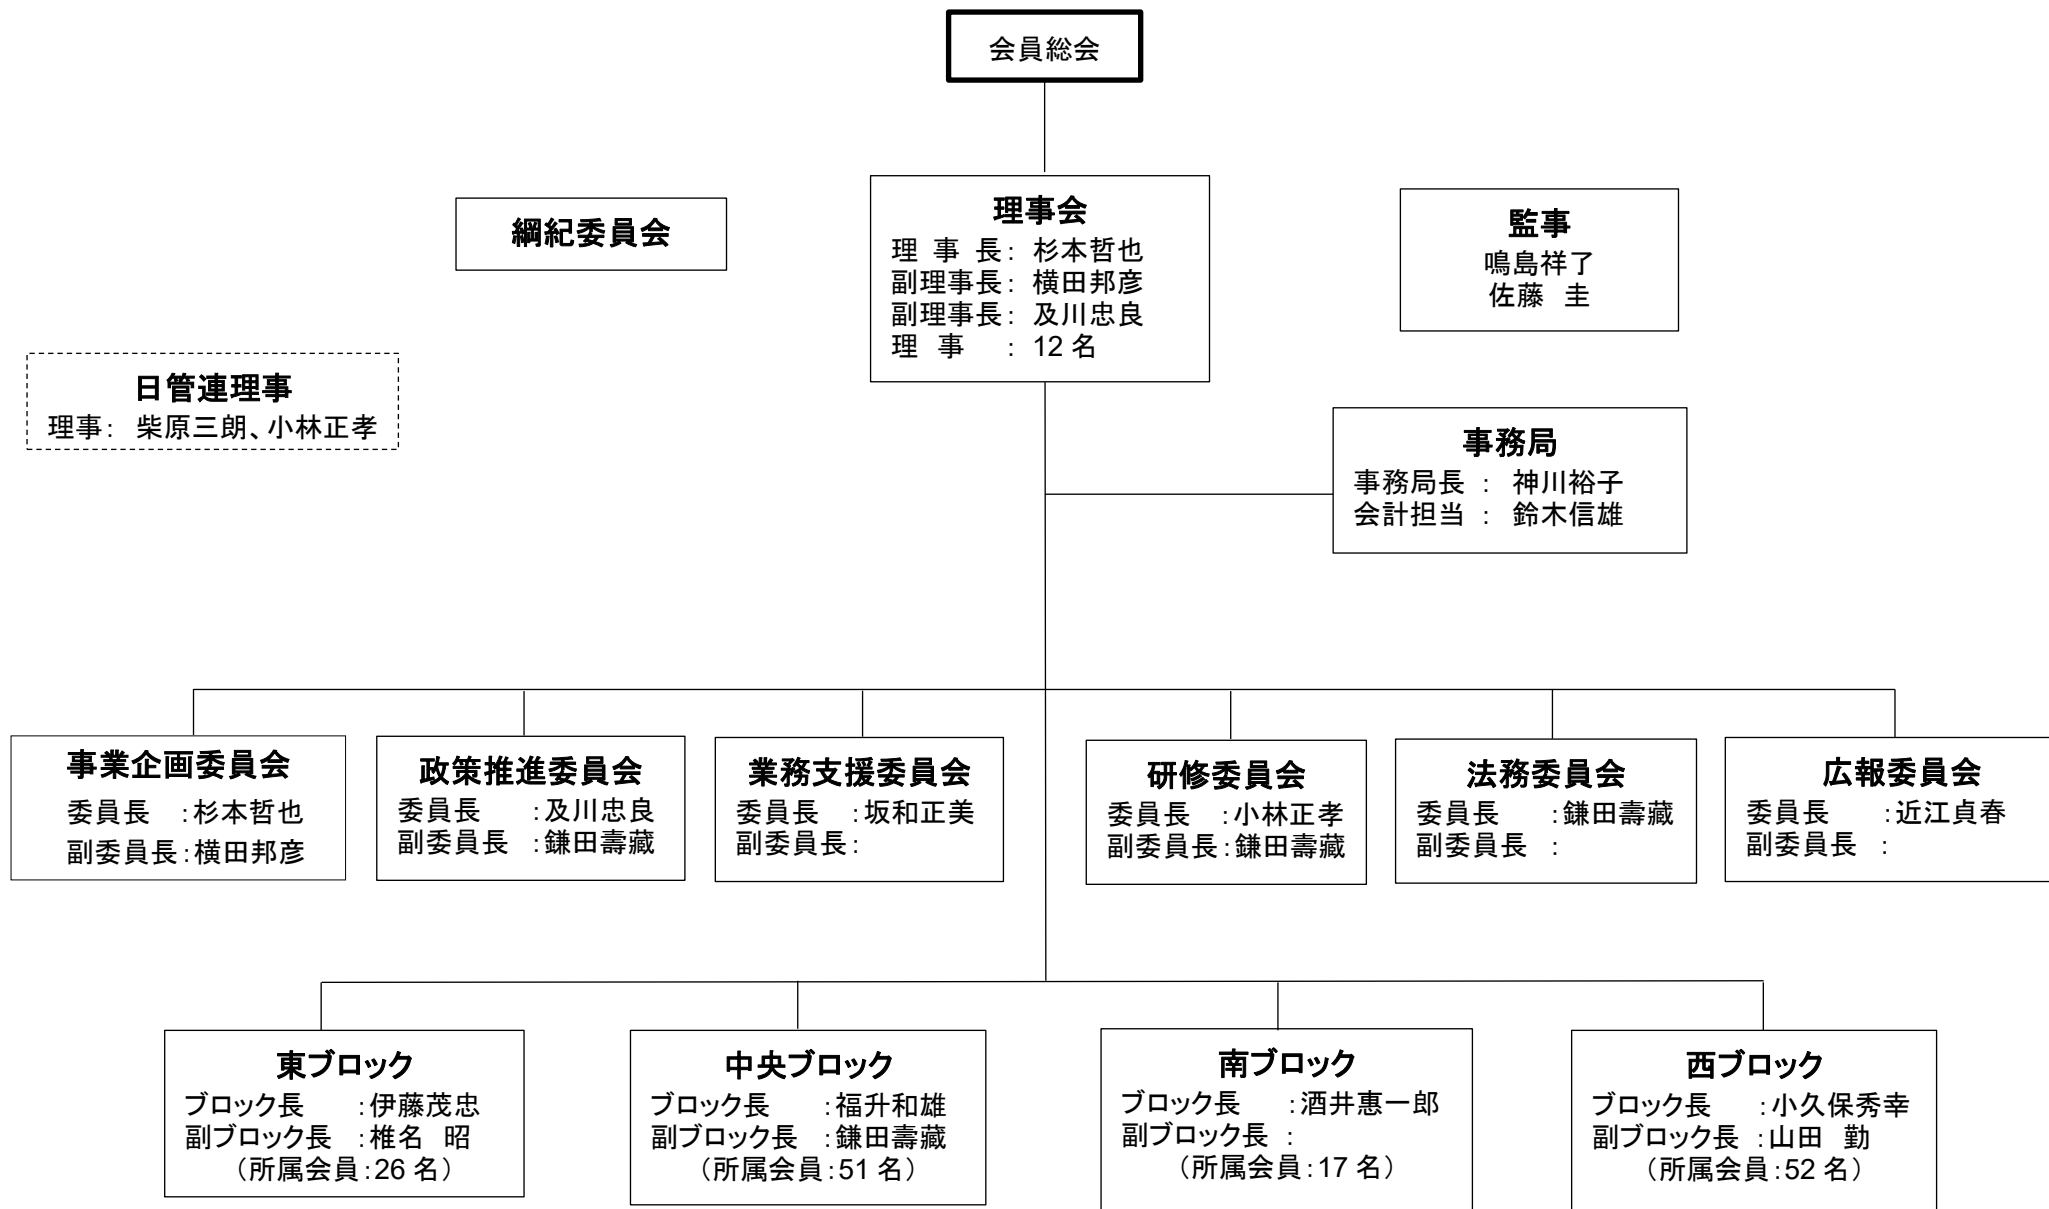 会員総会
綱紀委員会
理事会
理 事 長： 杉本哲也
副理事長： 横田邦彦
副理事長： 及川忠良
理 事 ： 12 名
監事
鳴島祥了
佐藤 圭
日管連理事
理事： 柴原三朗、小林正孝
事務局
事務局長 ： 神川裕子
会計担当 ： 鈴木信雄
事業企画委員会
委員長 ：杉本哲也
副委員長：横田邦彦
政策推進委員会
委員長 ：及川忠良
副委員長 ：鎌田壽藏
業務支援委員会
委員長 ：坂和正美
副委員長：
研修委員会
委員長 ：小林正孝
副委員長：鎌田壽藏
法務委員会
委員長 ：鎌田壽藏
副委員長 ：
広報委員会
委員長 ：近江貞春
副委員長 ：
東ブロック
ブロック長 ：伊藤茂忠
副ブロック長：椎名 昭
（所属会員：26 名）
中央ブロック
ブロック長 ：福升和雄
副ブロック長：鎌田壽藏
（所属会員：51 名）
南ブロック
ブロック長 ：酒井惠一郎
副ブロック長 ：
（所属会員：17 名）
西ブロック
ブロック長 ：小久保秀幸
副ブロック長：山田 勤
（所属会員：52 名）